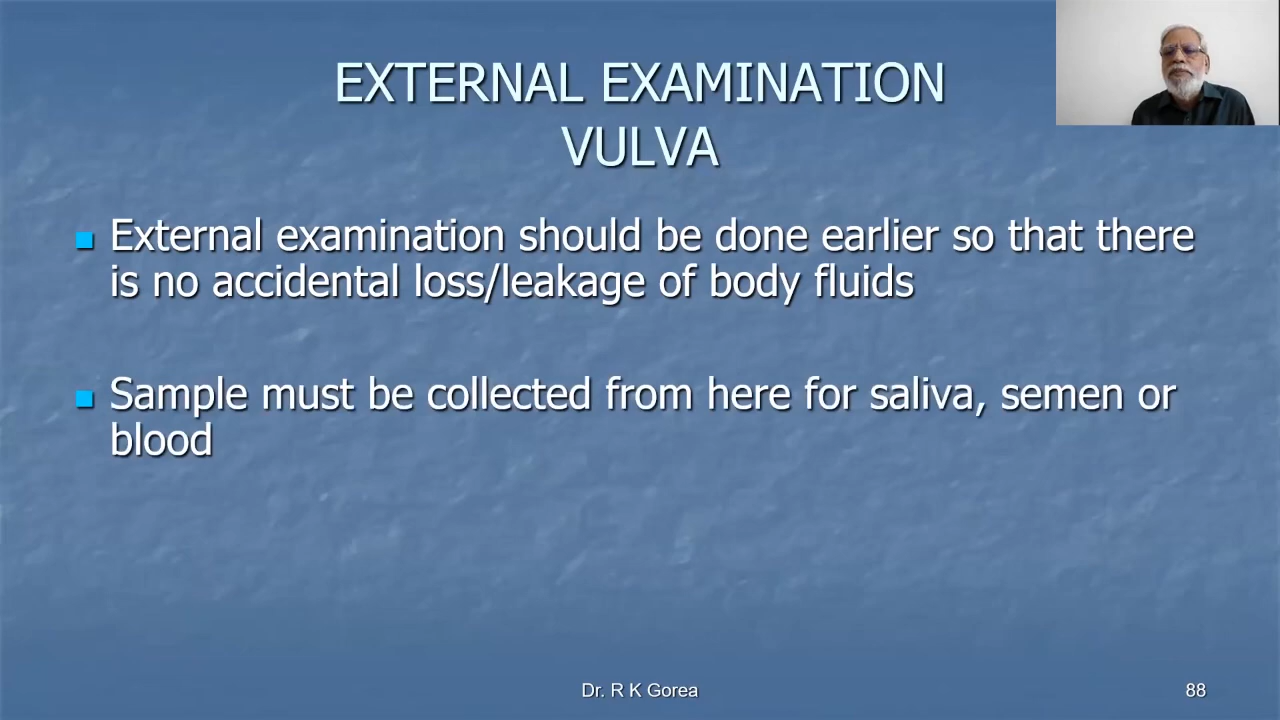 EXTERNAL EXAMINATION
VULVA
External examination should be done earlier so that there
is no accidental loss/leakage of body fluids
Sample must be collected from here for saliva, semen or
blood
Dr. R K Gorea
88